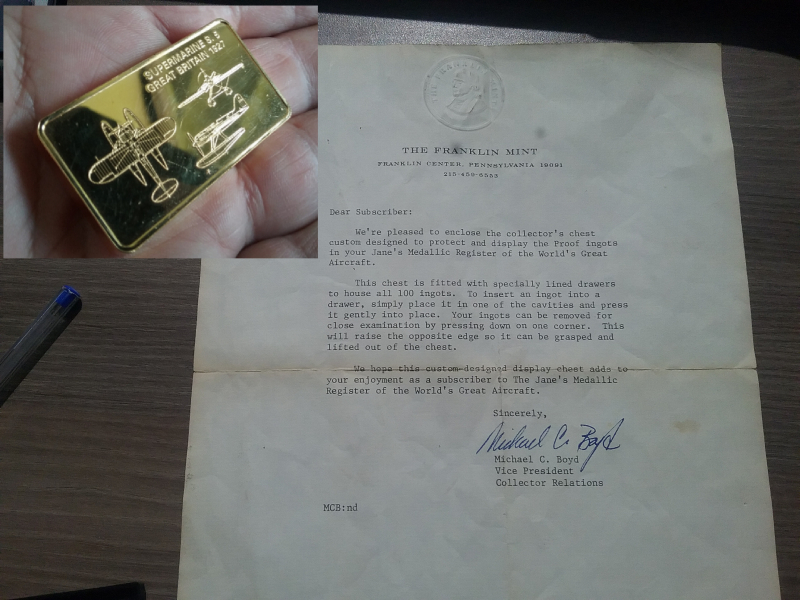 SUPERMARINE S. 5
GREAT BRITAIN 1927
THE FRANKLIN MINT
FRANKLIN CENTER, PENNSYLVANIA 19091
215-459-6553
Dear Subscriber:
We're pleased to enclose the collector's chest
custom designed to protect and display the Proof ingots
in your Jane's Medallic Register of the World's Great
Aircraft.
This chest is fitted with specially lined drawers
to house all 100 ingots. To insert an ingot into a
drawer, simply place it in one of the cavities and press
it gently into place. Your ingots can be removed for
close examination by pressing down on one corner. This
will raise the opposite edge so it can be grasped and
lifted out of the chest.
We hope this custom-designed display chest adds to
your enjoyment as a subscriber to The Jane's Medallic
Register of the World's Great Aircraft.
Sincerely,
Michael C. Boyd
Michael C. Boyd
Vice President
Collector Relations
MCB:nd